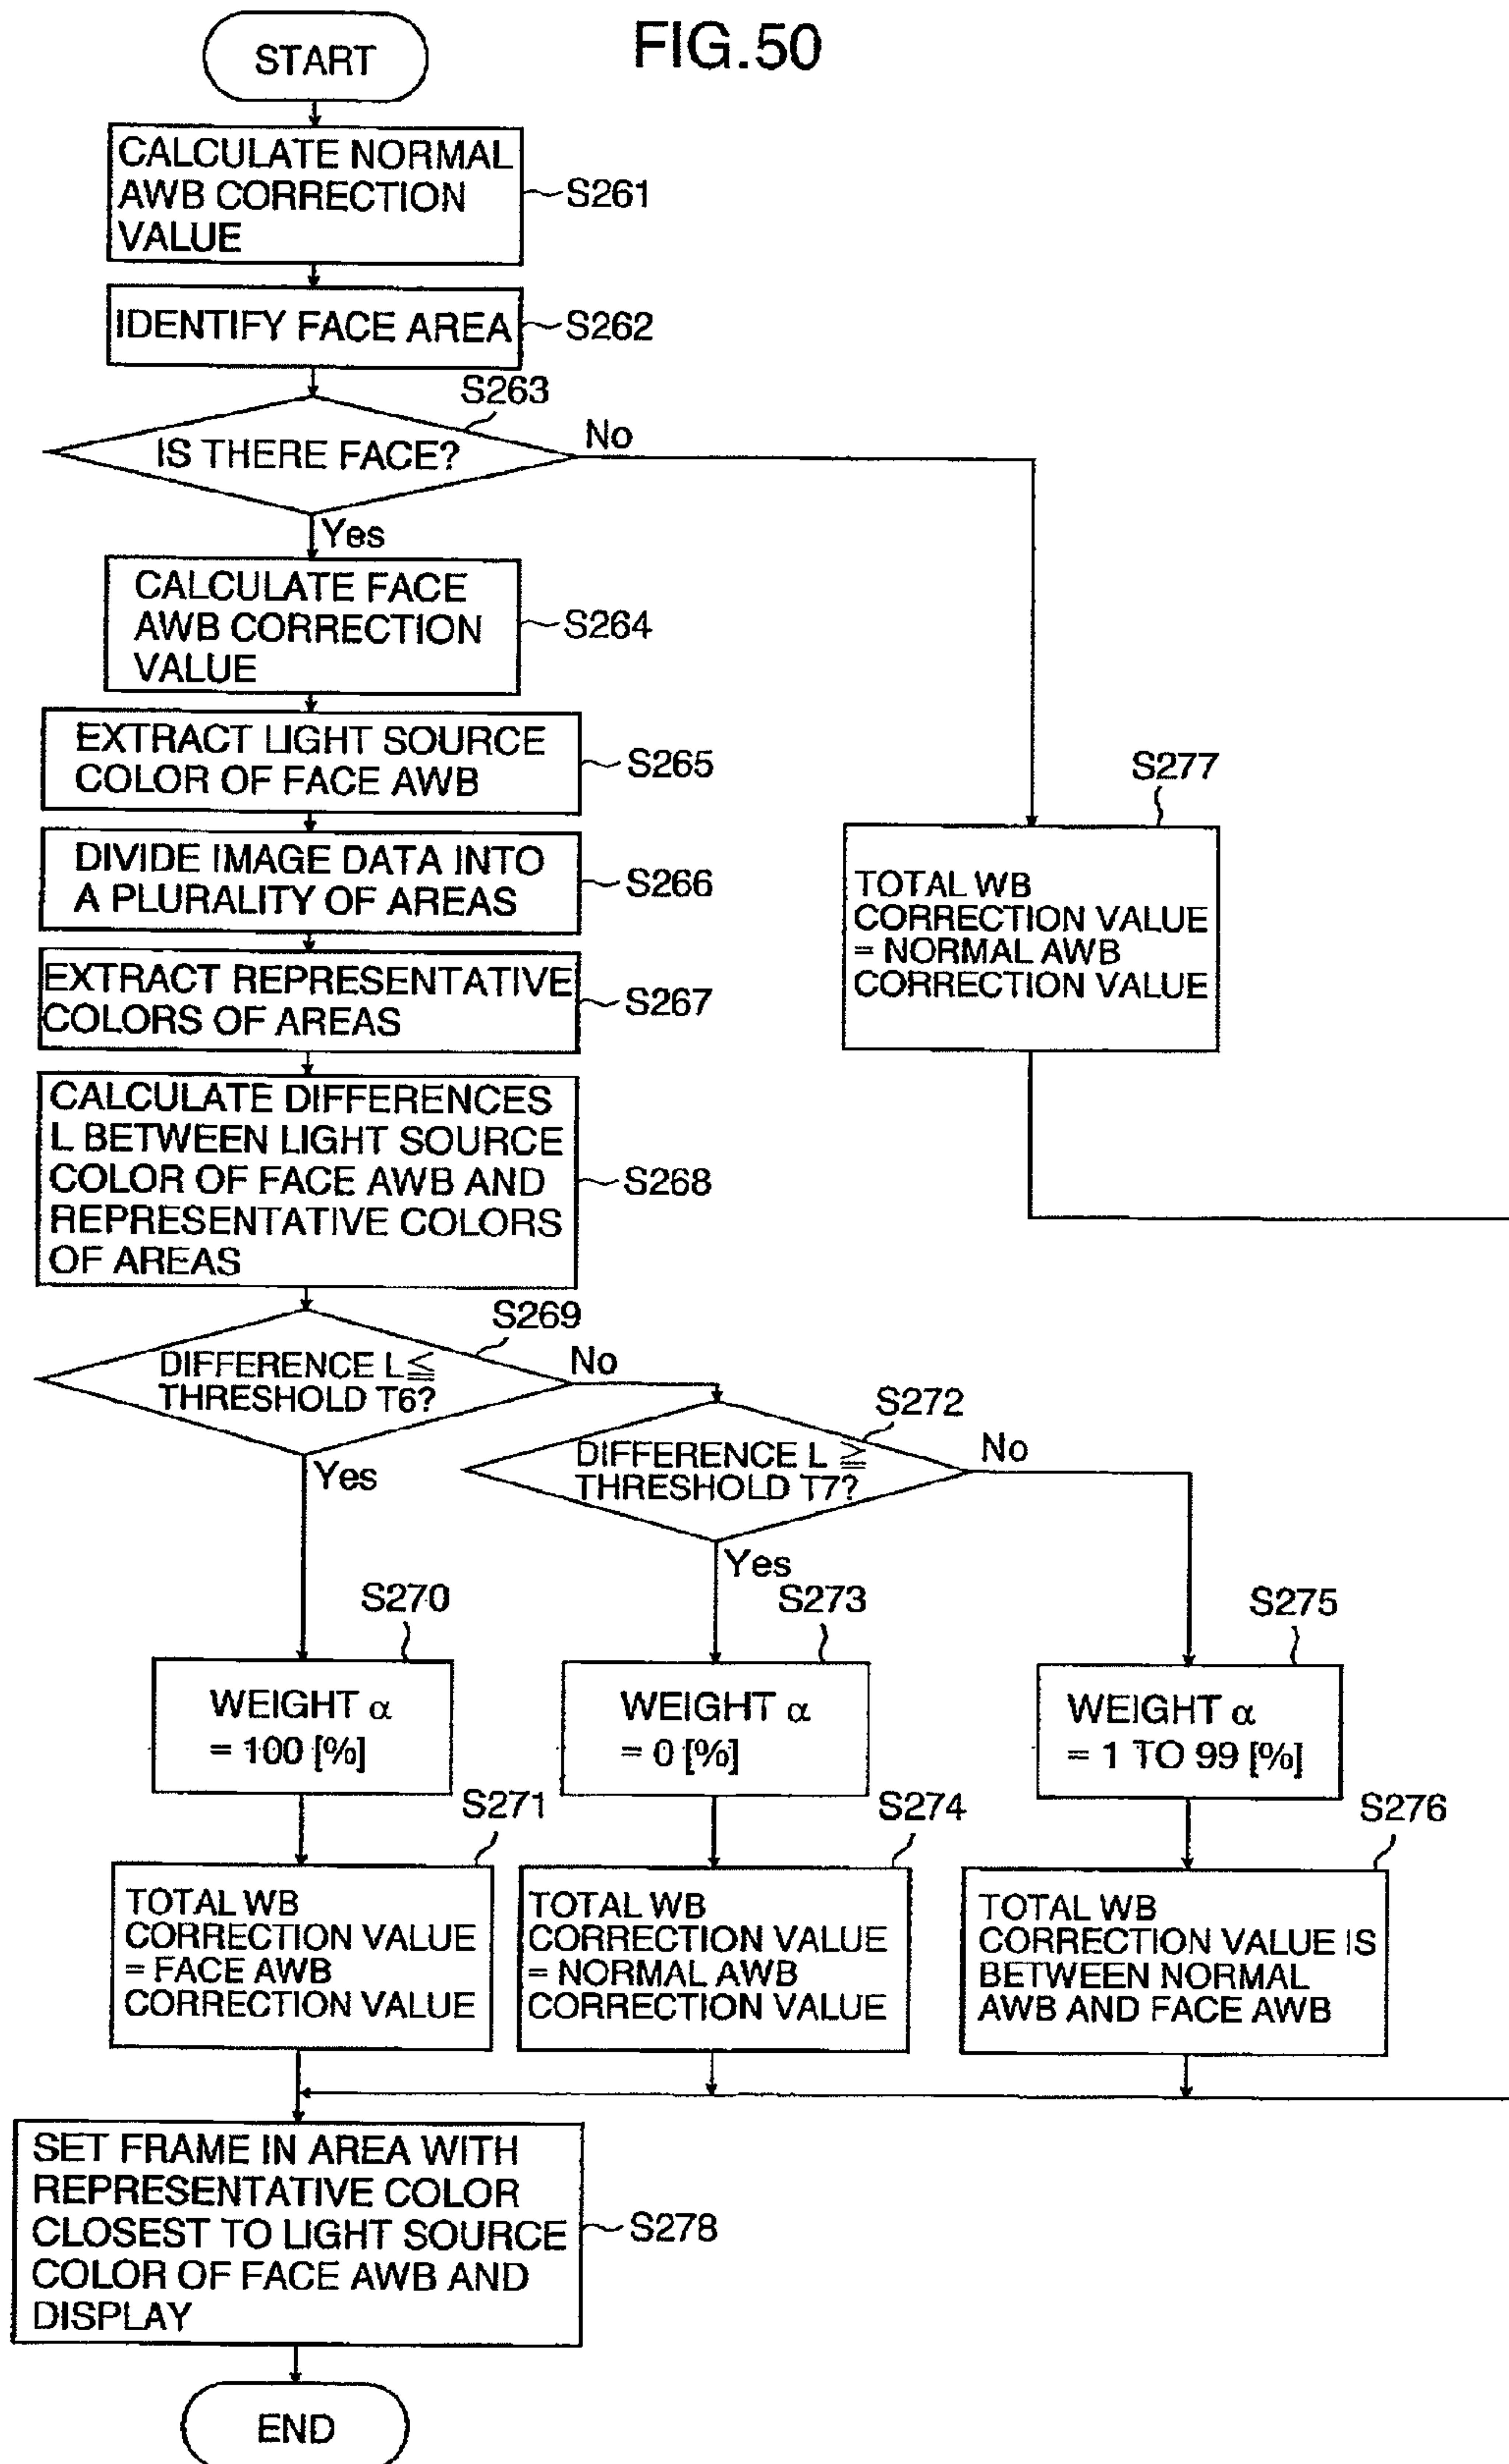 FIG.50
START
CALCULATE NORMAL
AWB CORRECTION
VALUE
S261
IDENTIFY FACE AREA
S262
S263
IS THERE FACE?
No
Yes
CALCULATE FACE
AWB CORRECTION
VALUE
S264
EXTRACT LIGHT SOURCE
COLOR OF FACE AWB
S265
DIVIDE IMAGE DATA INTO
A PLURALITY OF AREAS
S266
EXTRACT REPRESENTATIVE
COLORS OF AREAS
S267
S277
TOTAL WB
CORRECTION VALUE
= NORMAL AWB
CORRECTION VALUE
CALCULATE DIFFERENCES
L BETWEEN LIGHT SOURCE
COLOR OF FACE AWB AND
REPRESENTATIVE COLORS
OF AREAS
S268
S269
DIFFERENCE L≦
THRESHOLD T6?
No
Yes
S272
DIFFERENCE L ≧
THRESHOLD T7?
No
Yes
S270
WEIGHT α
= 100 [%]
S273
WEIGHT α
= 0 [%]
S275
WEIGHT α
= 1 TO 99 [%]
S271
TOTAL WB
CORRECTION VALUE
= FACE AWB
CORRECTION VALUE
S274
TOTAL WB
CORRECTION VALUE
= NORMAL AWB
CORRECTION VALUE
S276
TOTAL WB
CORRECTION VALUE IS
BETWEEN NORMAL
AWB AND FACE AWB
SET FRAME IN AREA WITH
REPRESENTATIVE COLOR
CLOSEST TO LIGHT SOURCE
COLOR OF FACE AWB AND
DISPLAY
S278
END